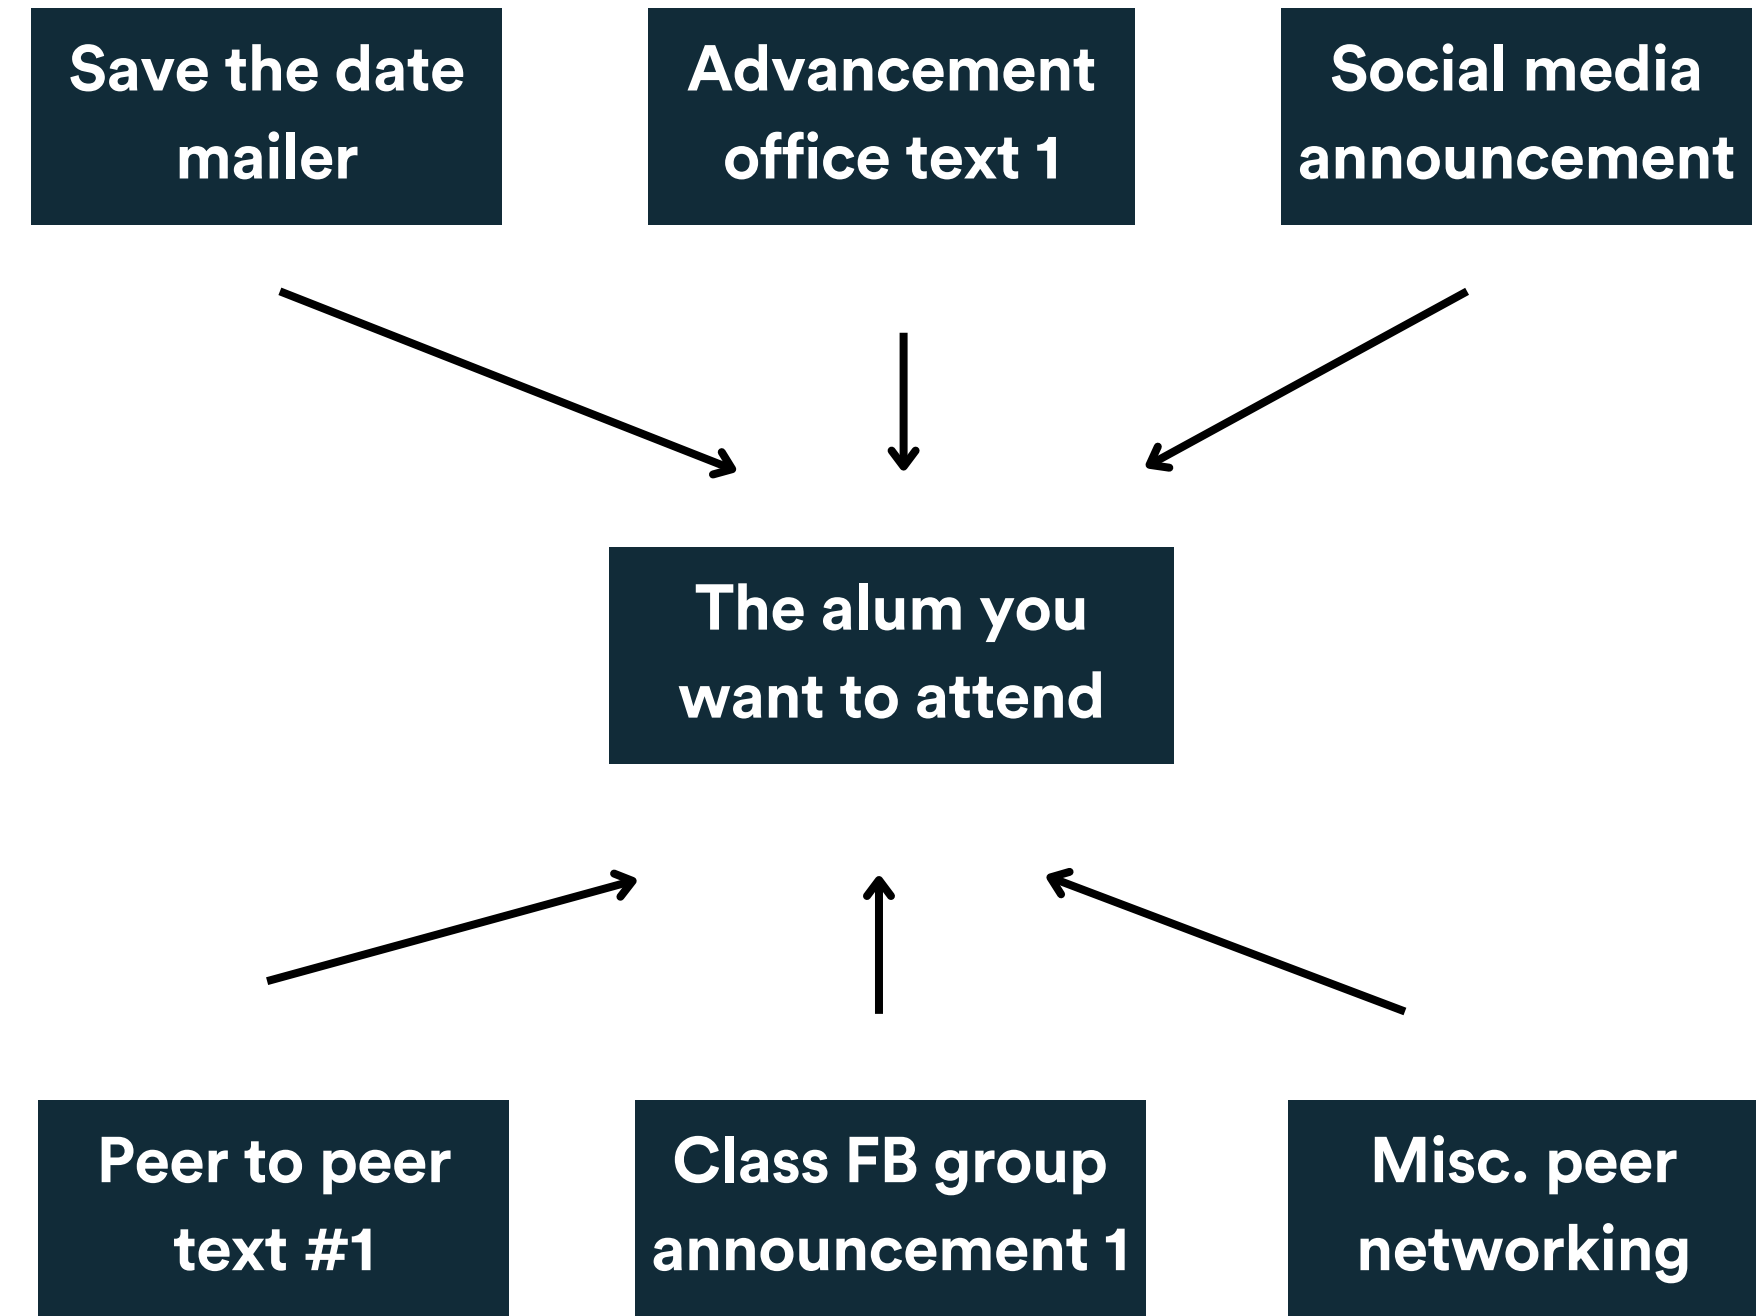 Save the date
mailer
Advancement
office text 1
Social media
announcement
The alum you
want to attend
Peer to peer
text #1
Class FB group
announcement 1
Misc. peer
networking